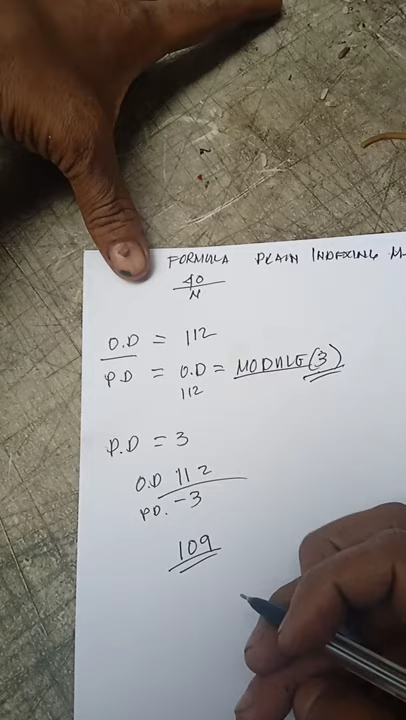 FORMULA PLAIN INDEXING M
40
N
O.D = 112
P.D = O.D = MODULE (3)
112
P.D = 3
O.D 112
P.D. - 3
109